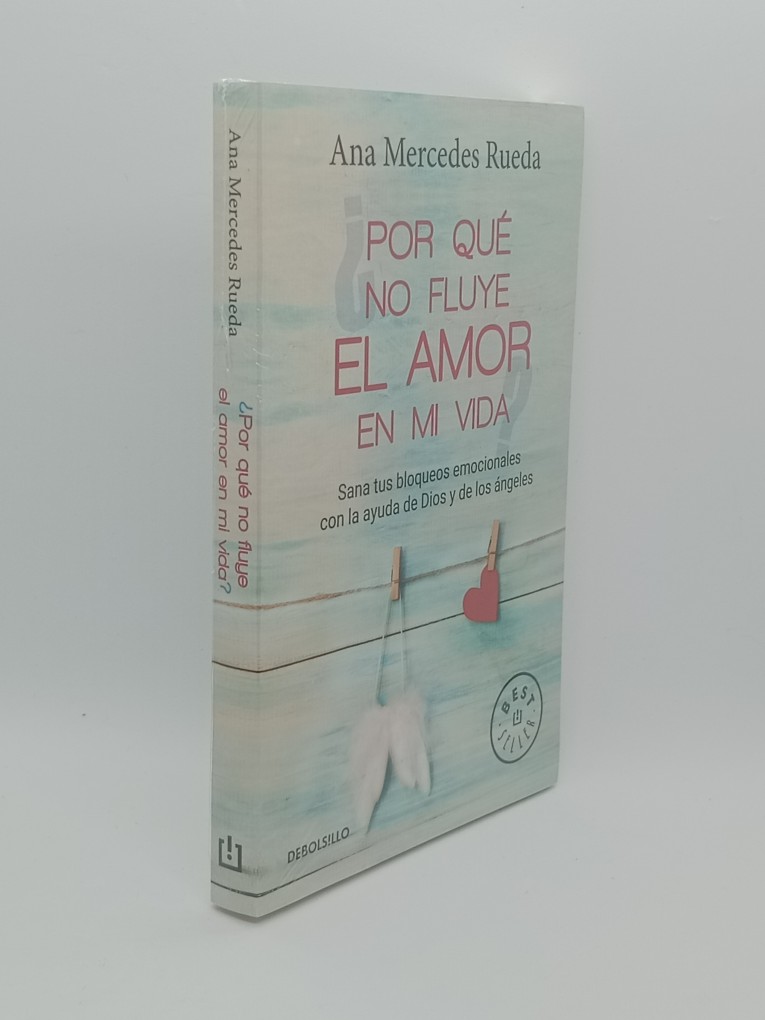 Ana Mercedes Rueda
¿POR QUÉ
NO FLUYE
EL AMOR
EN MI VIDA?
Sana tus bloqueos emocionales
con la ayuda de Dios y de los ángeles
BEST
SELLER
DEBOLS!LLO
Ana Mercedes Rueda
¿Por qué no fluye
el amor en mi vida?